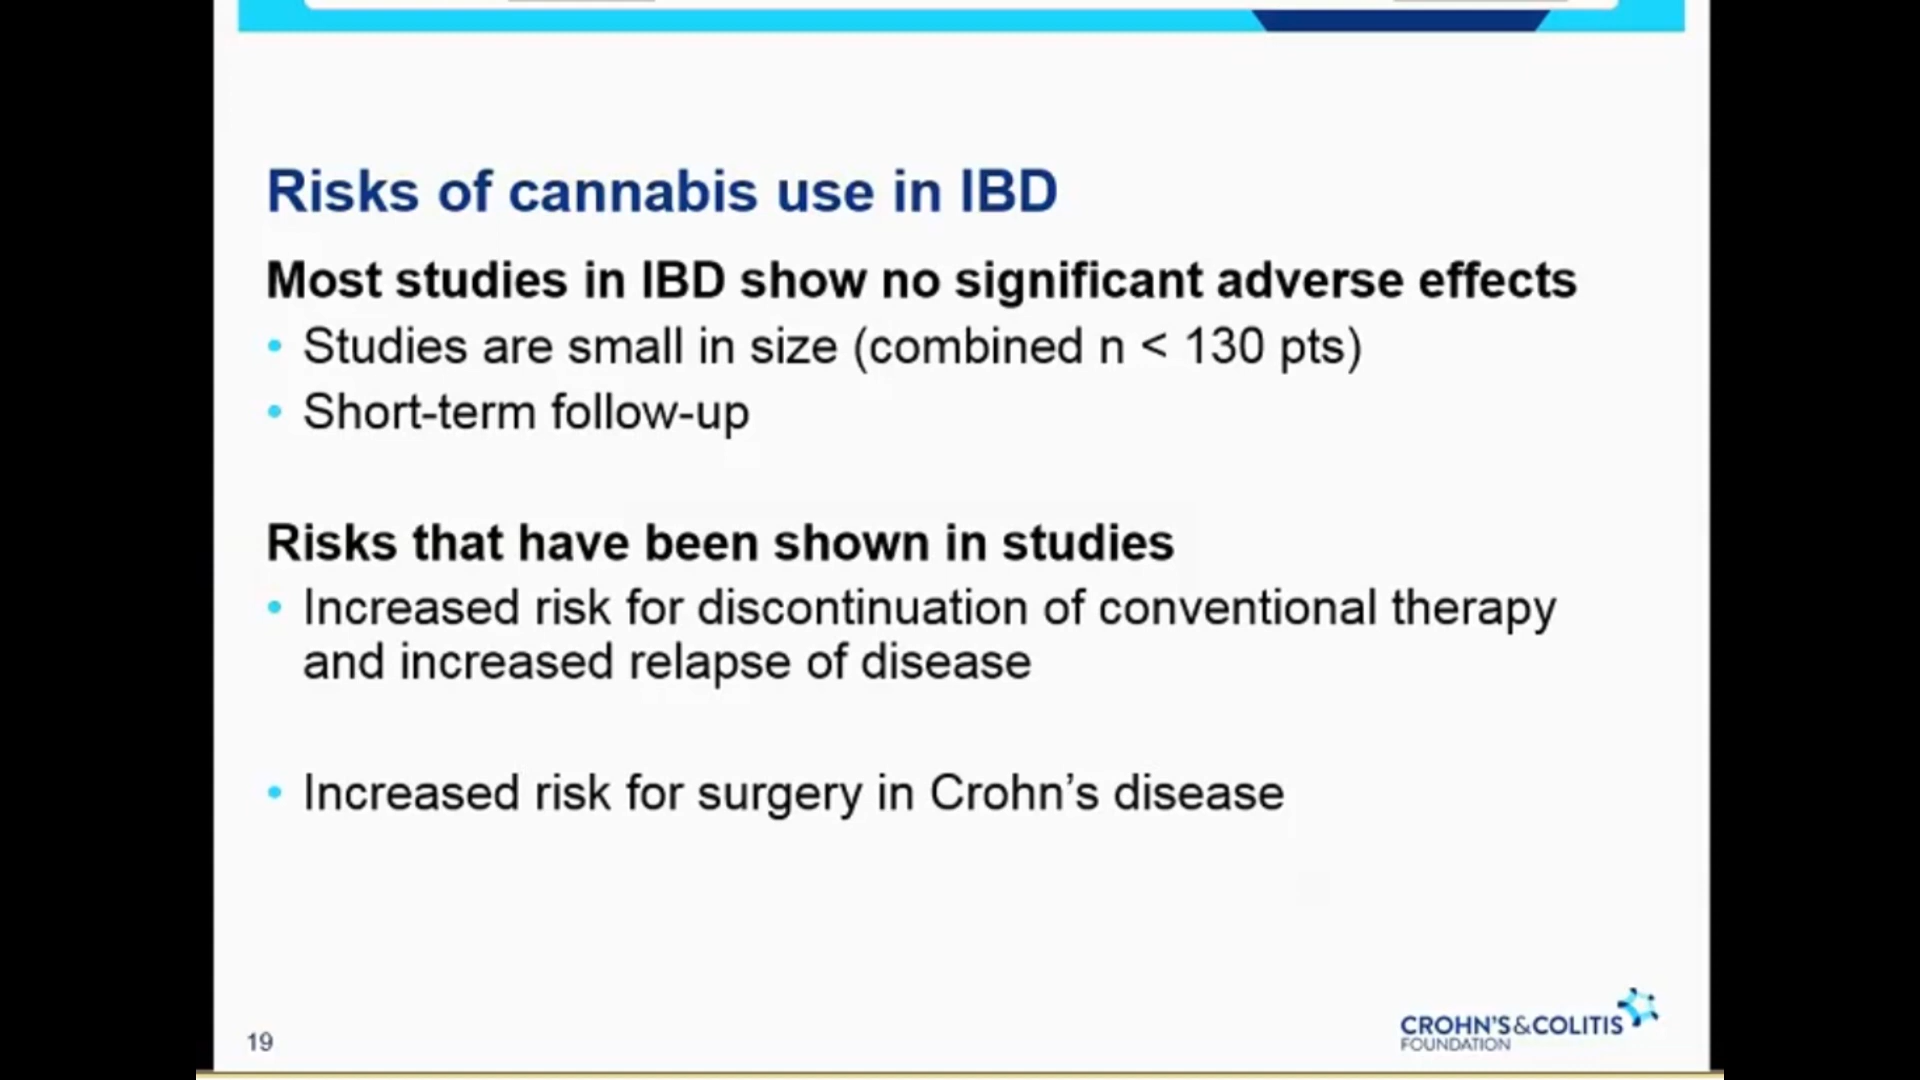 Risks of cannabis use in IBD
Most studies in IBD show no significant adverse effects
• Studies are small in size (combined n < 130 pts)
• Short-term follow-up
Risks that have been shown in studies
• Increased risk for discontinuation of conventional therapy
and increased relapse of disease
• Increased risk for surgery in Crohn’s disease
19
CROHN'S&COLITIS
FOUNDATION